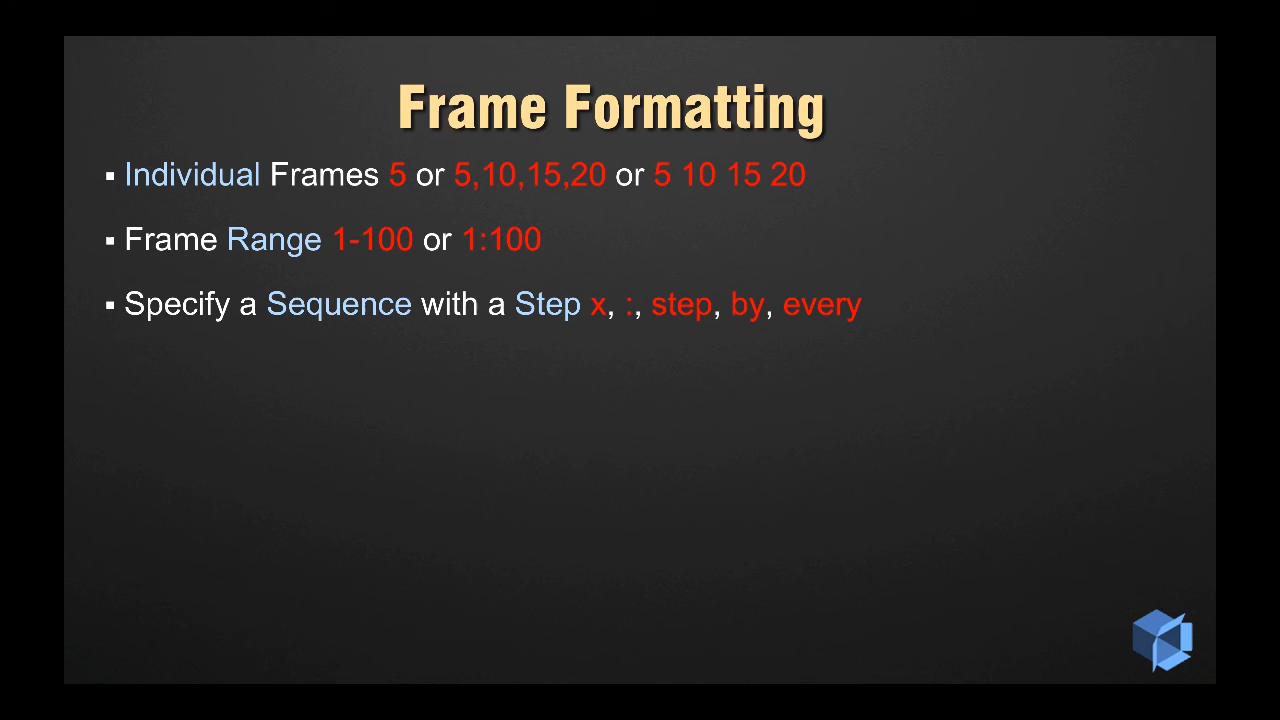 Frame Formatting
▪ Individual Frames 5 or 5,10,15,20 or 5 10 15 20
▪ Frame Range 1-100 or 1:100
▪ Specify a Sequence with a Step x, :, step, by, every